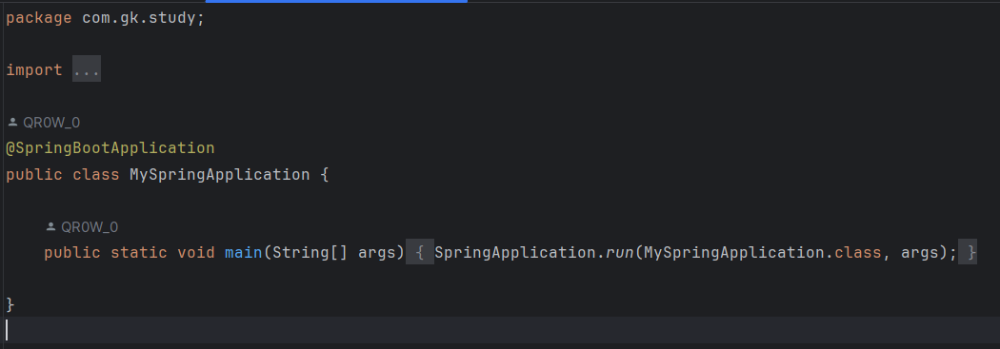 package com.gk.study;
import ...
QR0W_0
@SpringBootApplication
public class MySpringApplication {
QR0W_0
public static void main(String[] args) { SpringApplication.run(MySpringApplication.class, args); }
}